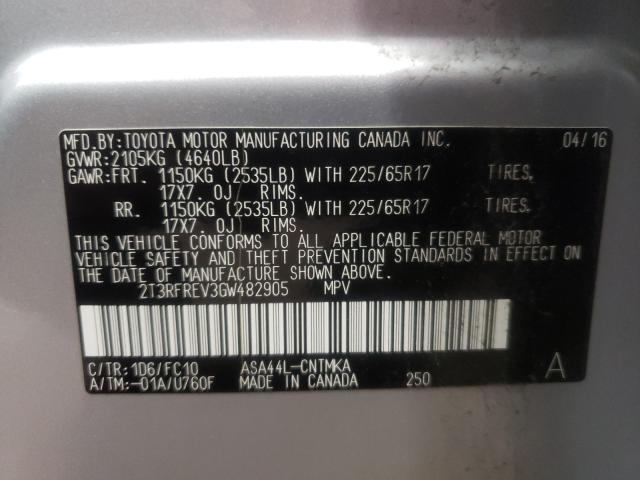 MFD.BY:TOYOTA MOTOR MANUFACTURING CANADA INC. 04/16
GVWR:2105KG (4640LB)
GAWR:FRT. 1150KG (2535LB) WITH 225/65R17 TIRES.
17X7.0J RIMS.
RR. 1150KG (2535LB) WITH 225/65R17 TIRES.
17X7.0J RIMS.
THIS VEHICLE CONFORMS TO ALL APPLICABLE FEDERAL MOTOR
VEHICLE SAFETY AND THEFT PREVENTION STANDARDS IN EFFECT ON
THE DATE OF MANUFACTURE SHOWN ABOVE.
2T3RFREV3GW482905 MPV
C/TR:1D6/FC10 ASA44L-CNTMKA A
A/TM:-01A/U760F MADE IN CANADA 250